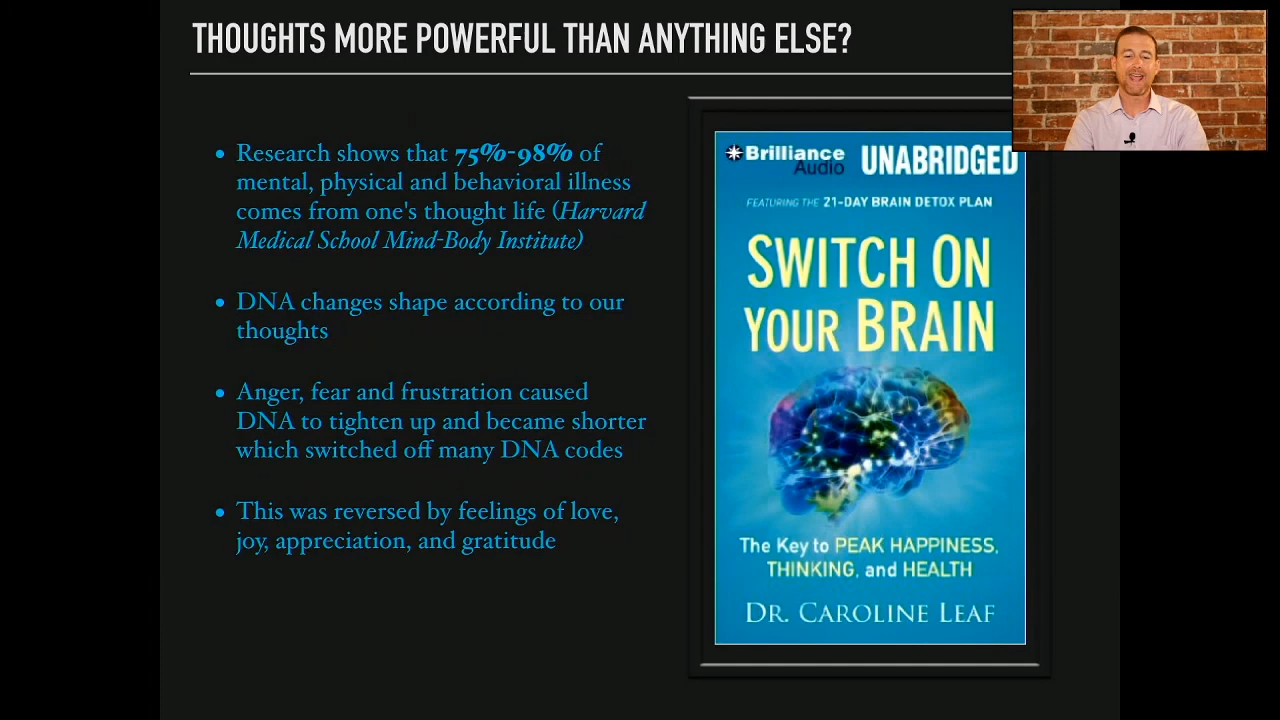 THOUGHTS MORE POWERFUL THAN ANYTHING ELSE?
• Research shows that 75%-98% of
mental, physical and behavioral illness
comes from one's thought life (Harvard
Medical School Mind-Body Institute)
• DNA changes shape according to our
thoughts
• Anger, fear and frustration caused
DNA to tighten up and became shorter
which switched off many DNA codes
• This was reversed by feelings of love,
joy, appreciation, and gratitude
Brilliance
Audio
UNABRIDGED
FEATURING THE 21-DAY BRAIN DETOX PLAN
SWITCH ON
YOUR BRAIN
The Key to PEAK HAPPINESS,
THINKING, and HEALTH
DR. CAROLINE LEAF